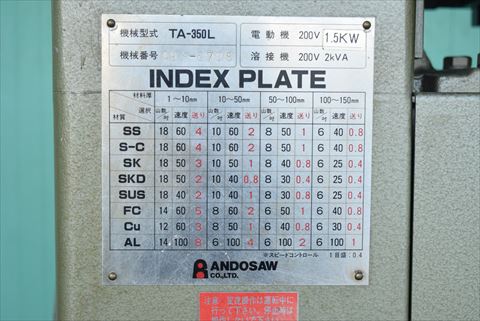 機械型式 TA-350L
電動機 200V 1.5KW
機械番号
溶接機 200V 2kVA
INDEX PLATE
材料厚 1～10mm 10～50mm 50～100mm 100～150mm
選択 山数/吋 速度 送り 山数/吋 速度 送り 山数/吋 速度 送り 山数/吋 速度 送り
材質
SS 18 60 4 10 60 2 8 50 1 6 40 0.8
S-C 18 60 4 10 60 2 8 50 1 6 40 0.8
SK 18 50 3 10 50 1 8 40 0.8 6 25 0.4
SKD 18 50 2 10 40 0.8 8 30 0.4 6 25 0.4
SUS 18 40 2 10 40 1 8 30 0.8 6 25 0.4
FC 14 60 5 8 60 2 6 50 1 6 40 0.8
Cu 12 60 3 8 50 1 6 40 0.8 6 30 0.8
AL 14 100 8 6 100 4 6 100 2 6 100 1
※スピードコントロール 1目盛:0.4
ANDOSAW
CO.,LTD.